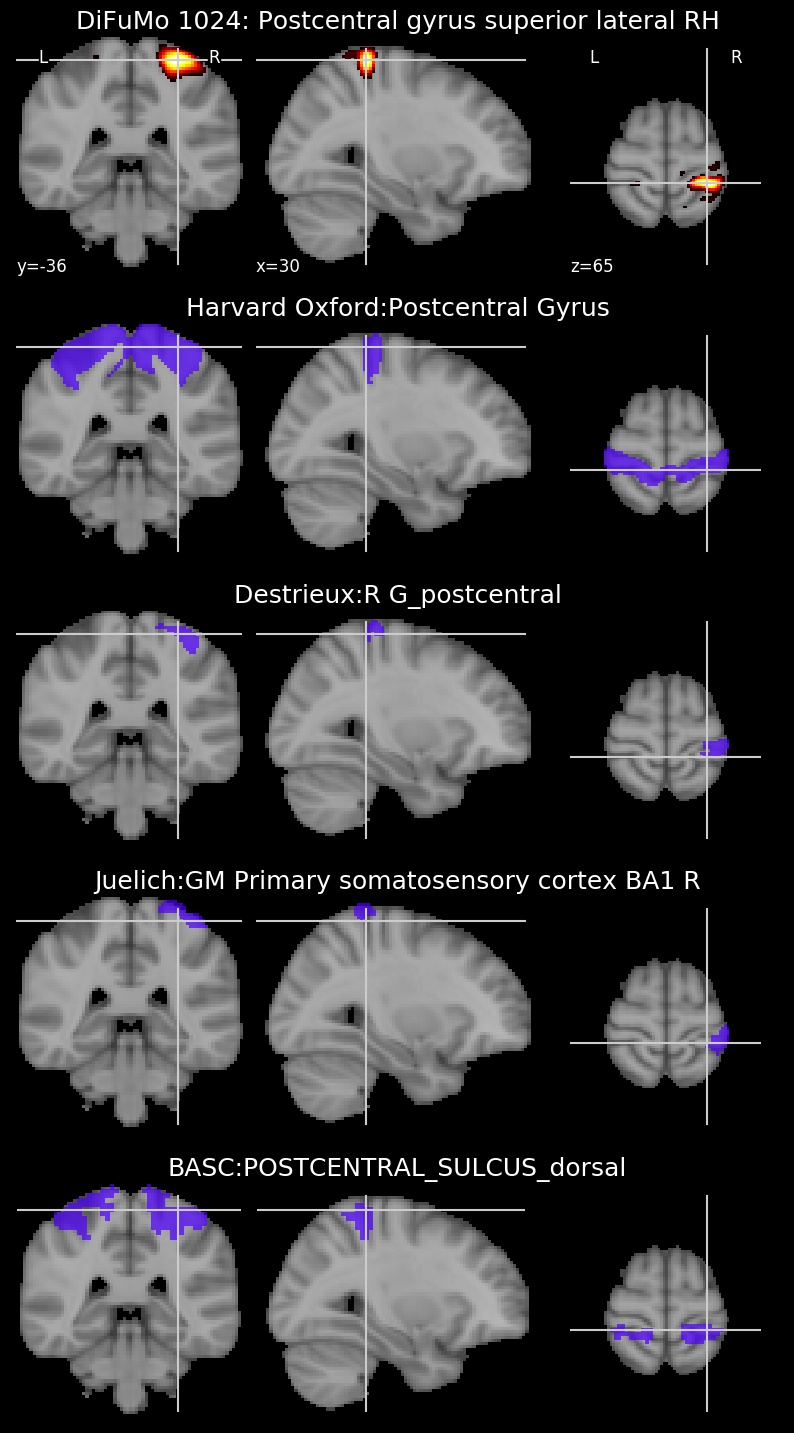 DiFuMo 1024: Postcentral gyrus superior lateral RH
L R L R
y=-36 x=30 z=65
Harvard Oxford:Postcentral Gyrus
Destrieux:R G_postcentral
Juelich:GM Primary somatosensory cortex BA1 R
BASC:POSTCENTRAL_SULCUS_dorsal